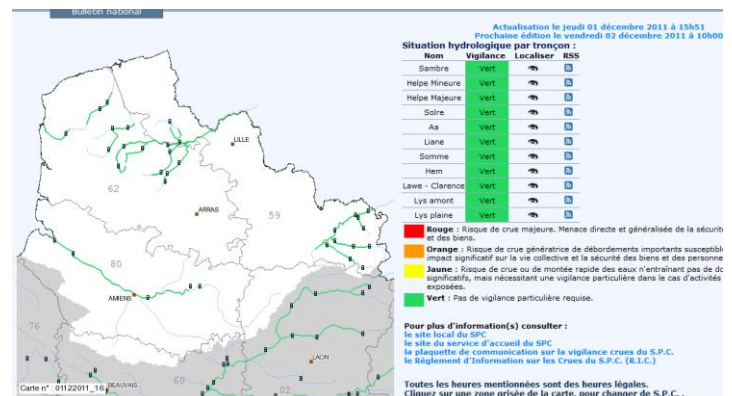 Bulletin national
Actualisation le jeudi 01 décembre 2011 à 15h51
Prochaine édition le vendredi 02 décembre 2011 à 10h00
Situation hydrologique par tronçon :
Nom Vigilance Localiser RSS
Sambre Vert
Helpe Mineure Vert
Helpe Majeure Vert
Solre Vert
Aa Vert
Liane Vert
Somme Vert
Hem Vert
Lawe - Clarence Vert
Lys amont Vert
Lys plaine Vert
Rouge : Risque de crue majeure. Menace directe et généralisée de la sécurité
et des biens.
Orange : Risque de crue génératrice de débordements importants susceptibl
impact significatif sur la vie collective et la sécurité des biens et des personne
Jaune : Risque de crue ou de montée rapide des eaux n'entraînant pas de do
significatifs, mais nécessitant une vigilance particulière dans le cas d'activités
exposées.
Vert : Pas de vigilance particulière requise.
Pour plus d'information(s) consulter :
le site local du SPC
le site du service d'accueil du SPC
la plaquette de communication sur la vigilance crues du S.P.C.
le Règlement d'Information sur les Crues du S.P.C. (R.I.C.)
Toutes les heures mentionnées sont des heures légales.
Cliquez sur une zone grisée de la carte, pour changer de S.P.C.
LILLE
62
ARRAS
59
80
AMIENS
76
LAON
BEAUVAIS
60
02
Carte n° : 01122011_16